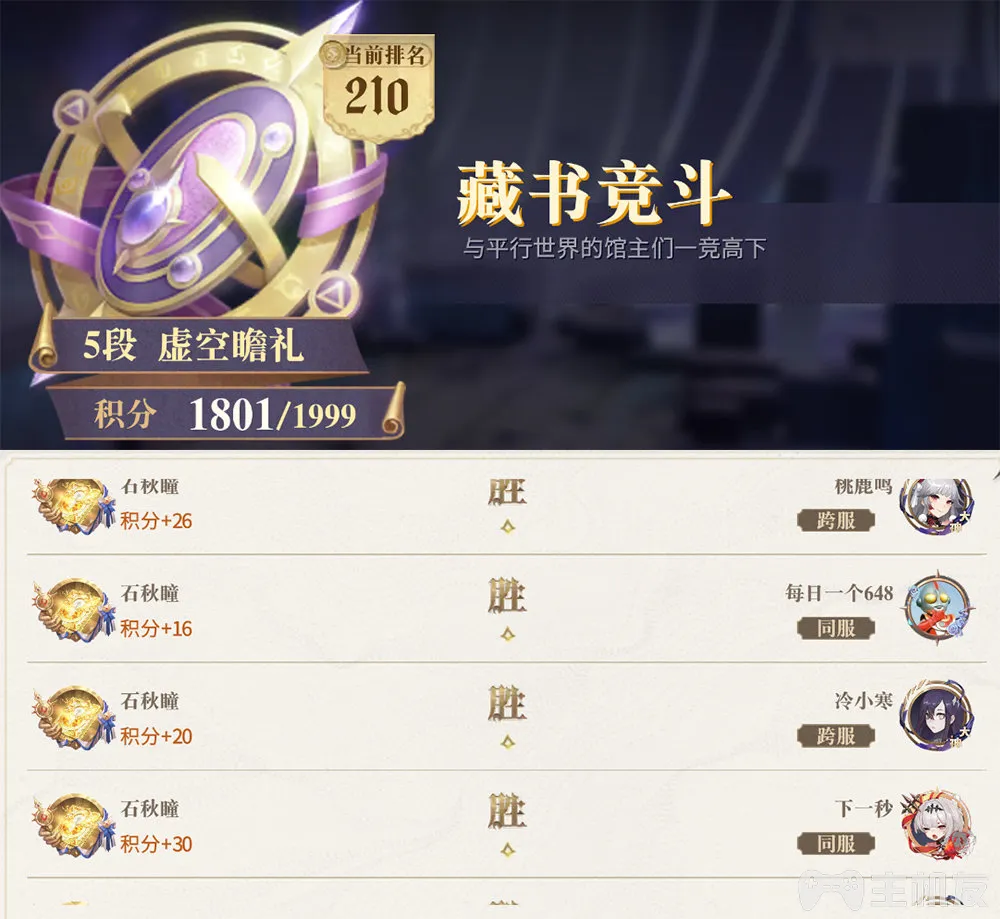 当前排名
210
藏书竞斗
与平行世界的馆主们一竞高下
5段 虚空瞻礼
积分 1801/1999
石秋瞳
积分+26
胜
桃鹿鸣
跨服
大神
石秋瞳
积分+16
胜
每日一个648
同服
石秋瞳
积分+20
胜
冷小寒
跨服
大神
石秋瞳
积分+30
胜
下一秒
同服
主机友